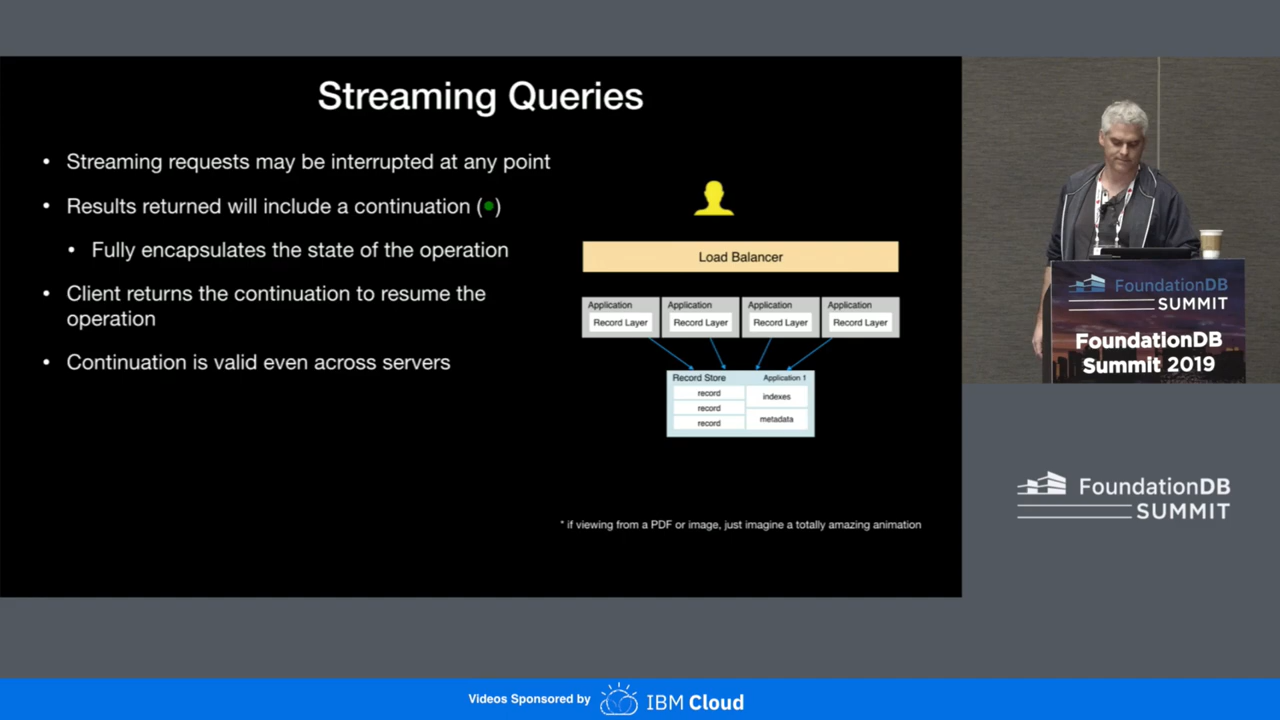 Streaming Queries
• Streaming requests may be interrupted at any point
• Results returned will include a continuation (•)
• Fully encapsulates the state of the operation
• Client returns the continuation to resume the
operation
• Continuation is valid even across servers
Load Balancer
Application Application Application Application
Record Layer Record Layer Record Layer Record Layer
Record Store Application 1
record indexes
record
metadata
record
* if viewing from a PDF or image, just imagine a totally amazing animation
FoundationDB
SUMMIT
FoundationDB
Summit 2019
FoundationDB
SUMMIT
Videos Sponsored by IBM Cloud